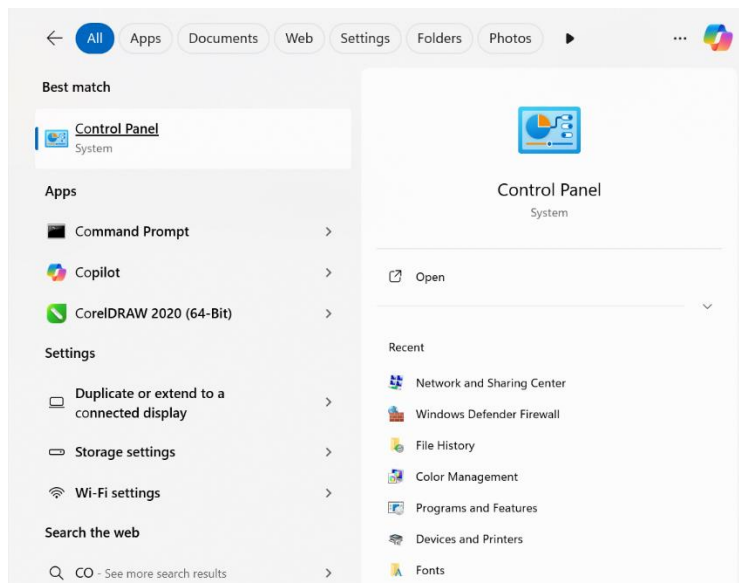 All
Apps
Documents
Web
Settings
Folders
Photos
Best match
Control Panel
System
Apps
Command Prompt
Copilot
CorelDRAW 2020 (64-Bit)
Settings
Duplicate or extend to a
connected display
Storage settings
Wi-Fi settings
Search the web
CO - See more search results
Control Panel
System
Open
Recent
Network and Sharing Center
Windows Defender Firewall
File History
Color Management
Programs and Features
Devices and Printers
Fonts